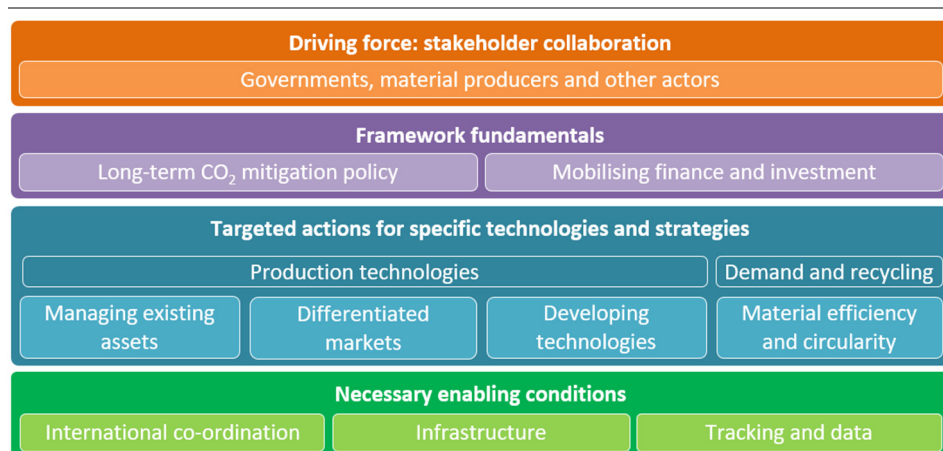 Driving force: stakeholder collaboration
Governments, material producers and other actors
Framework fundamentals
Long-term CO₂ mitigation policy
Mobilising finance and investment
Targeted actions for specific technologies and strategies
Production technologies
Demand and recycling
Managing existing
assets
Differentiated
markets
Developing
technologies
Material efficiency
and circularity
Necessary enabling conditions
International co-ordination
Infrastructure
Tracking and data